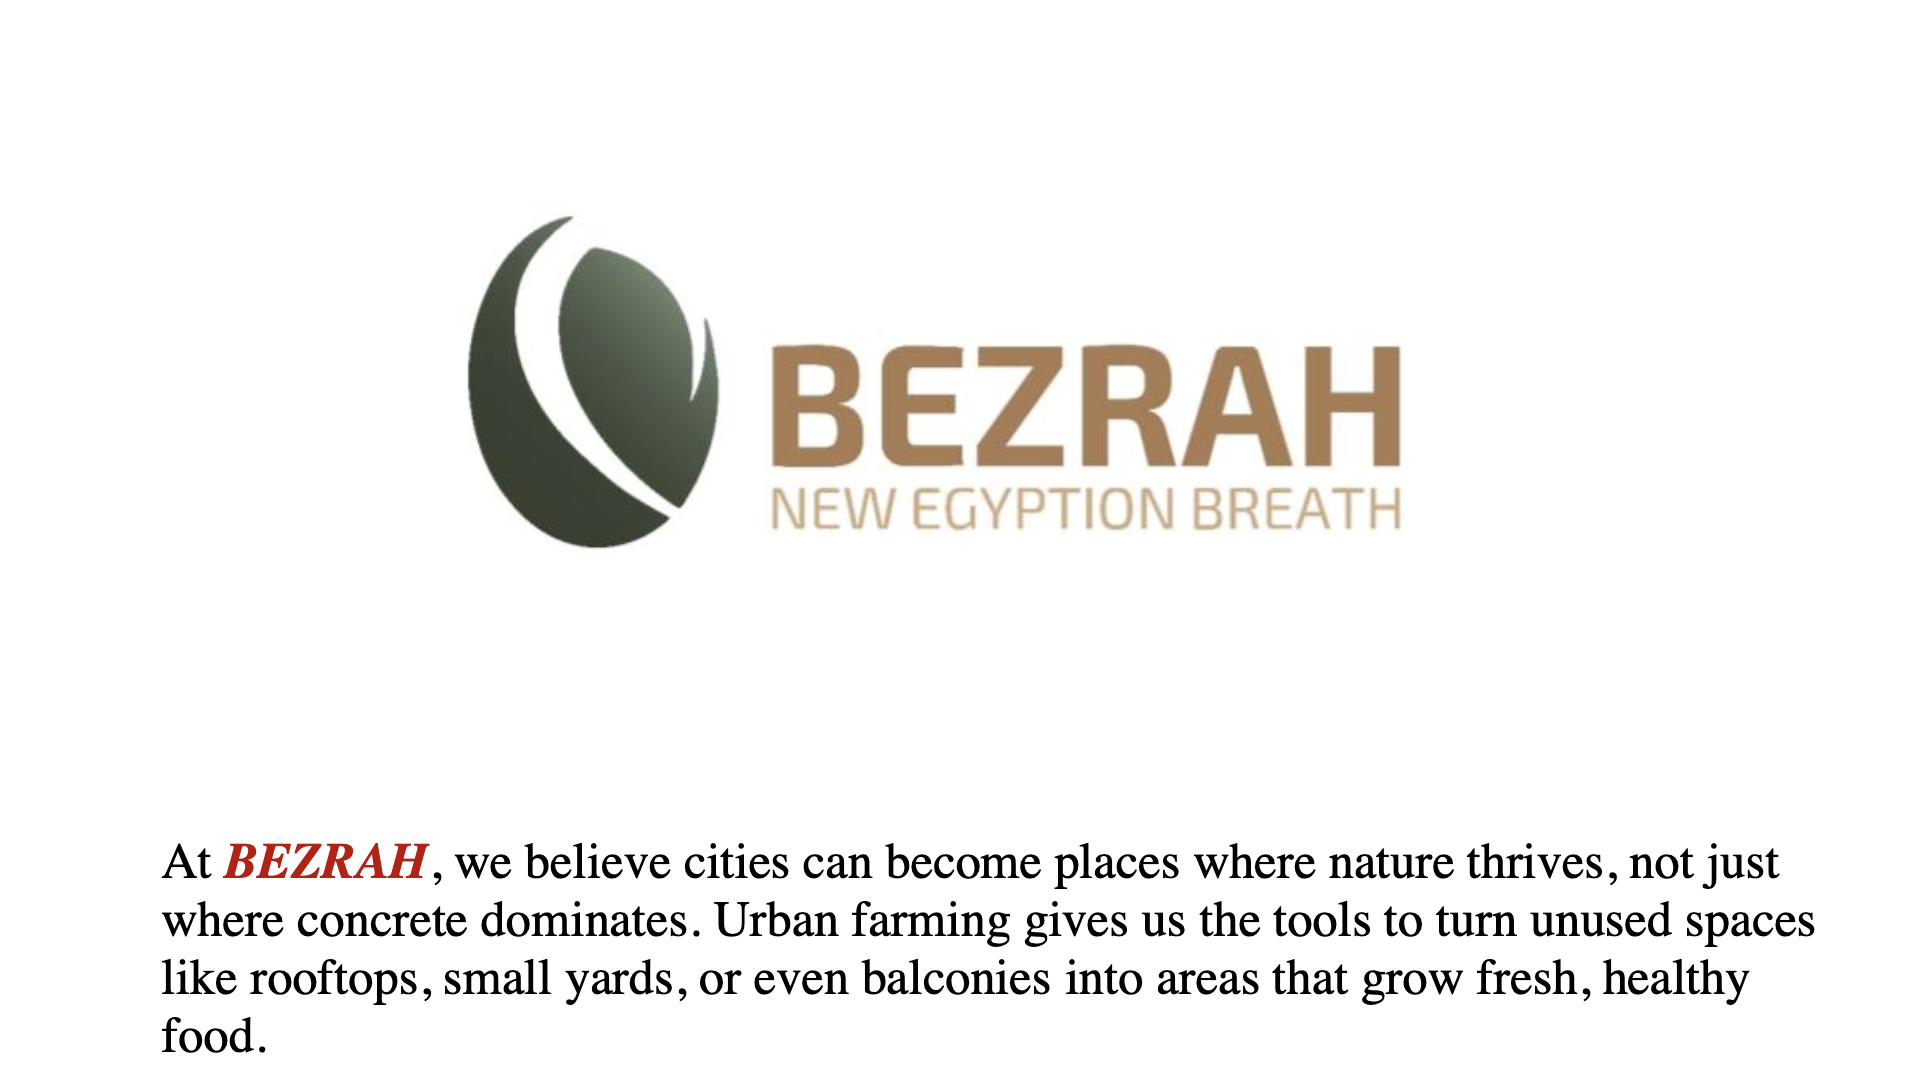 BEZRAH
NEW EGYPTION BREATH
At BEZRAH, we believe cities can become places where nature thrives, not just
where concrete dominates. Urban farming gives us the tools to turn unused spaces
like rooftops, small yards, or even balconies into areas that grow fresh, healthy
food.